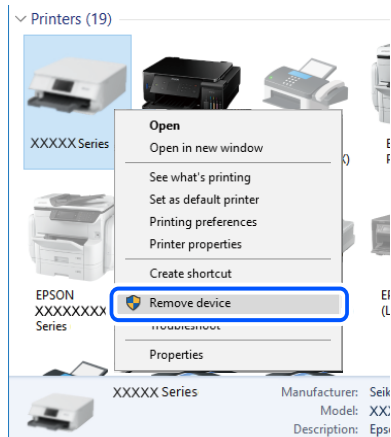 Printers (19)
XXXXX Series
Open
Open in new window
See what's printing
Set as default printer
Printing preferences
Printer properties
Create shortcut
Remove device
Troubleshoot
Properties
EPSON
XXXXXXXX
Series
XXXXX Series
Manufacturer:
Model:
Description: